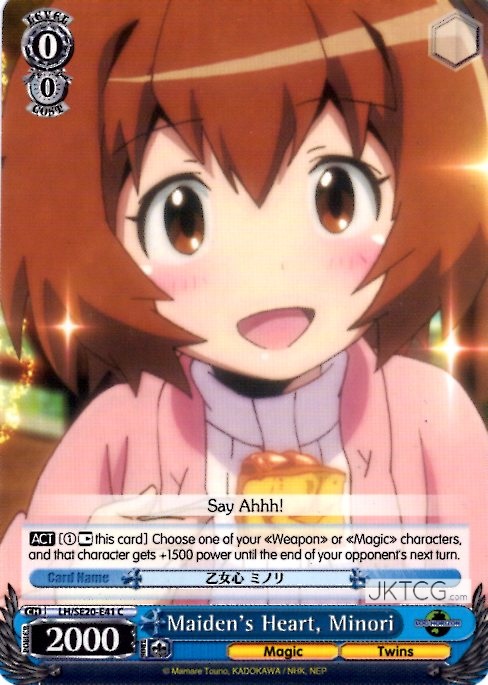 LEVEL
0
0
COST
Say Ahhh!
ACT [① this card] Choose one of your «Weapon» or «Magic» characters,
and that character gets +1500 power until the end of your opponent's next turn.
Card Name 乙女心 ミノリ
JKTCG.com
CH LH/SE20-E41 C
POWER 2000
Maiden's Heart, Minori
LOG HORIZON
Magic Twins
© Mamare Touno, KADOKAWA / NHK, NEP